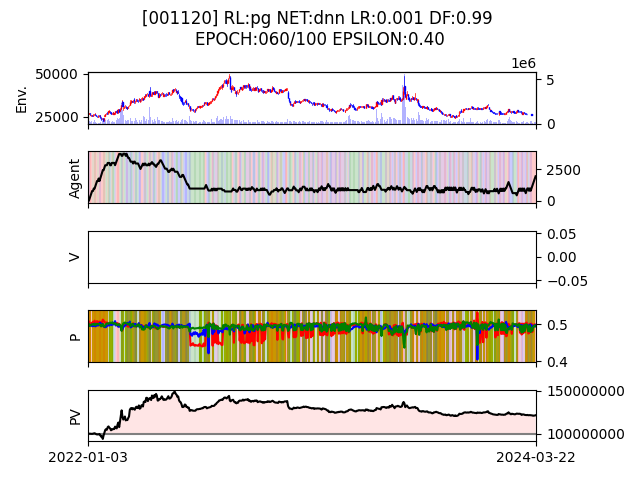 [001120] RL:pg NET:dnn LR:0.001 DF:0.99
EPOCH:060/100 EPSILON:0.40
1e6
Env.
50000
25000
5
0
Agent
2500
0
V
0.05
0.00
−0.05
P
0.5
0.4
PV
150000000
100000000
2022-01-03
2024-03-22